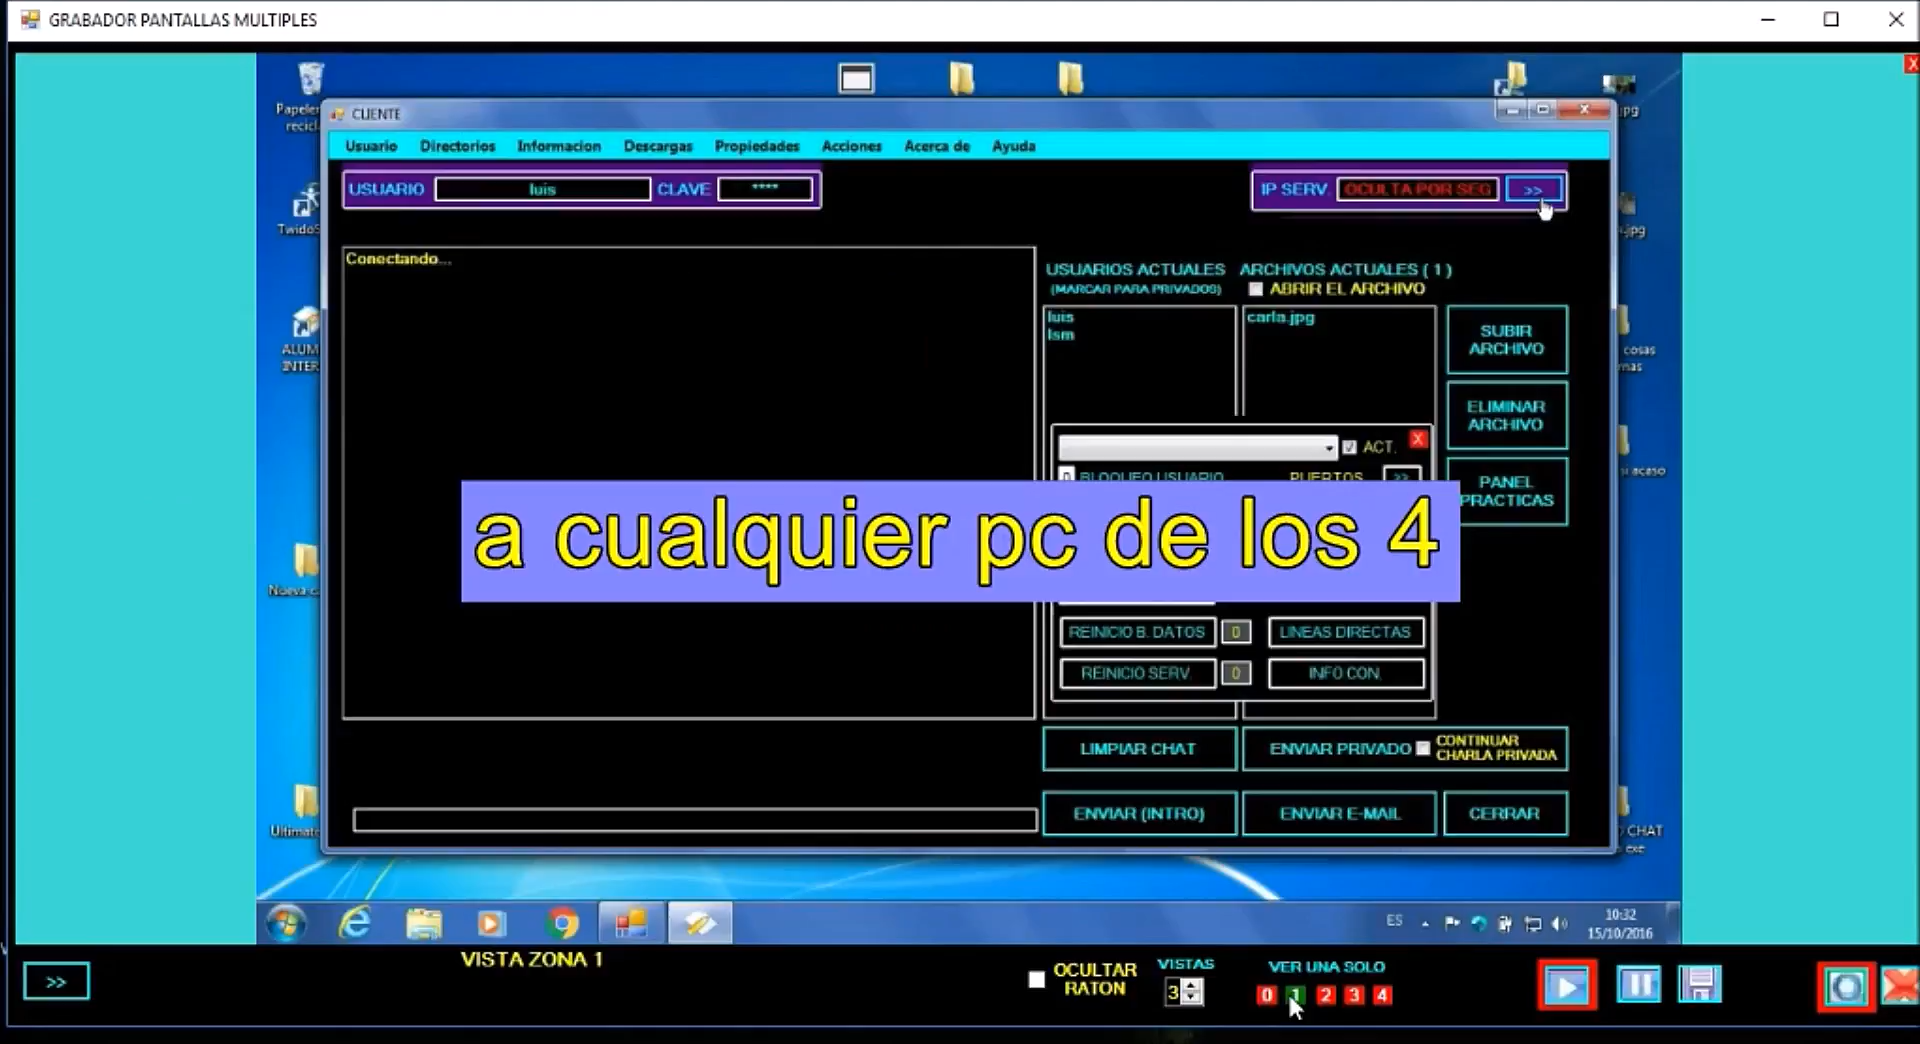 GRABADOR PANTALLAS MULTIPLES
X
CLIENTE
Usuario Directorios Informacion Descargas Propiedades Acciones Acerca de Ayuda
USUARIO luis CLAVE ****
IP SERV. OCULTA POR SEG >>
Conectando...
USUARIOS ACTUALES
(MARCAR PARA PRIVADOS)
ARCHIVOS ACTUALES ( 1 )
ABRIR EL ARCHIVO
luis
lsm
carla.jpg
SUBIR
ARCHIVO
ELIMINAR
ARCHIVO
PANEL
PRACTICAS
ACT. X
BLOQUEO USUARIO PUERTOS >>
a cualquier pc de los 4
REINICIO B. DATOS 0 LINEAS DIRECTAS
REINICIO SERV. 0 INFO CON.
LIMPIAR CHAT ENVIAR PRIVADO
CONTINUAR
CHARLA PRIVADA
ENVIAR (INTRO) ENVIAR E-MAIL CERRAR
ES
10:32
15/10/2016
VISTA ZONA 1
>>
OCULTAR
RATON
VISTAS
3
VER UNA SOLO
0 1 2 3 4